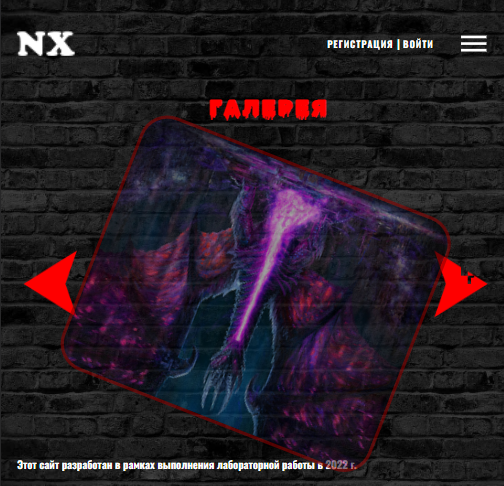 NX
РЕГИСТРАЦИЯ | ВОЙТИ
ГАЛЕРЕЯ
Этот сайт разработан в рамках выполнения лабораторной работы в 2022 г.